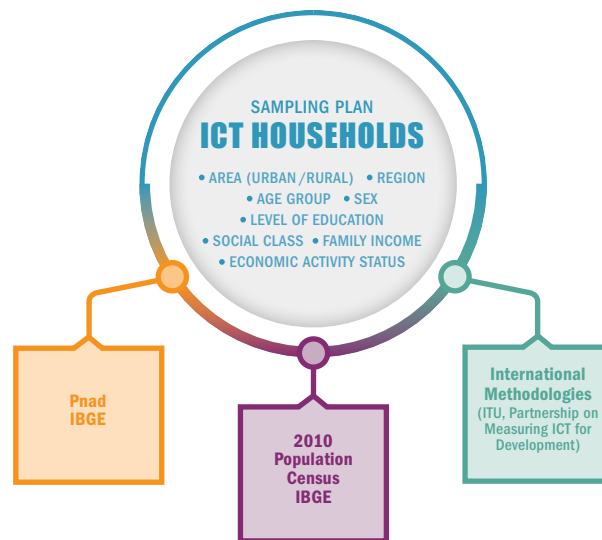 SAMPLING PLAN
ICT HOUSEHOLDS
• AREA (URBAN/RURAL) • REGION
• AGE GROUP • SEX
• LEVEL OF EDUCATION
• SOCIAL CLASS • FAMILY INCOME
• ECONOMIC ACTIVITY STATUS
Pnad
IBGE
2010
Population
Census
IBGE
International
Methodologies
(ITU, Partnership on
Measuring ICT for
Development)